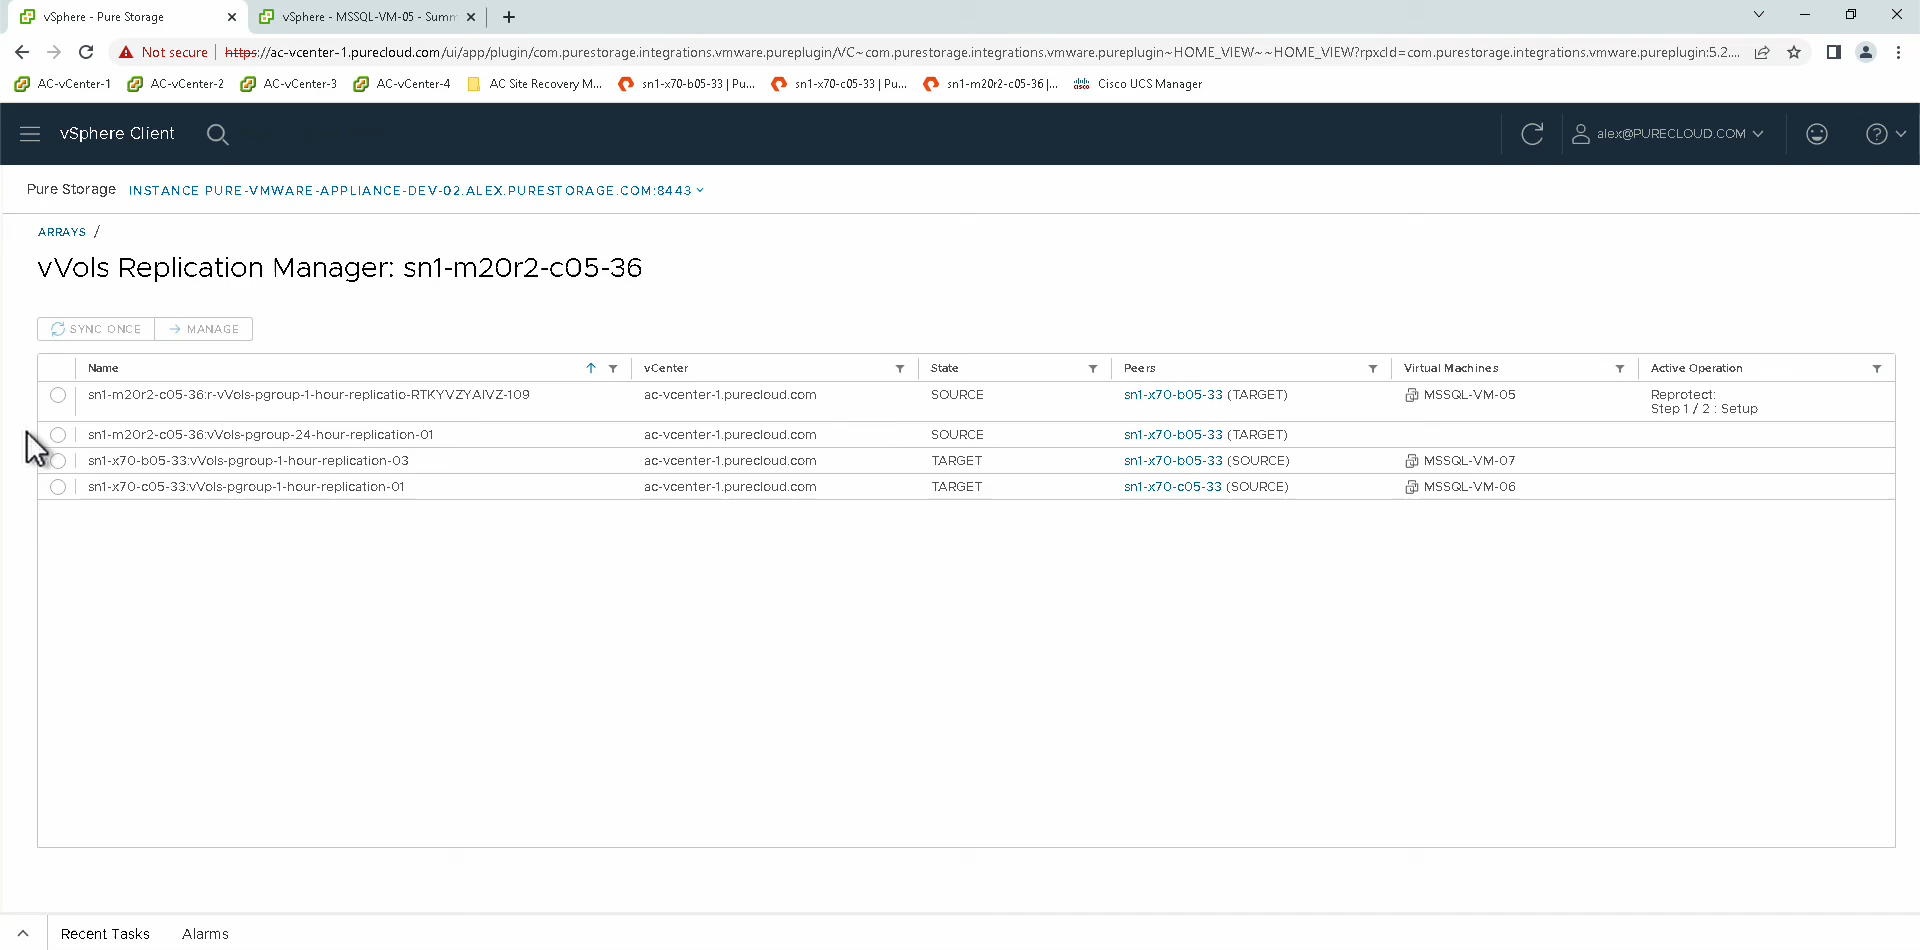 vSphere - Pure Storage
vSphere - MSSQL-VM-05 - Summ
Not secure
https://ac-vcenter-1.purecloud.com/ui/app/plugin/com.purestorage.integrations.vmware.pureplugin/VC~com.purestorage.integrations.vmware.pureplugin~HOME_VIEW~~HOME_VIEW?rpxcId=com.purestorage.integrations.vmware.pureplugin:5.2....
AC-vCenter-1
AC-vCenter-2
AC-vCenter-3
AC-vCenter-4
AC Site Recovery M...
sn1-x70-b05-33 | Pu...
sn1-x70-c05-33 | Pu...
sn1-m20r2-c05-36 |...
Cisco UCS Manager
vSphere Client
alex@PURECLOUD.COM
Pure Storage INSTANCE PURE-VMWARE-APPLIANCE-DEV-02.ALEX.PURESTORAGE.COM:8443
ARRAYS /
vVols Replication Manager: sn1-m20r2-c05-36
SYNC ONCE MANAGE
Name vCenter State Peers Virtual Machines Active Operation
sn1-m20r2-c05-36:r-vVols-pgroup-1-hour-replicatio-RTKYVZYAIVZ-109 ac-vcenter-1.purecloud.com SOURCE sn1-x70-b05-33 (TARGET) MSSQL-VM-05 Reprotect:
Step 1 / 2 : Setup
sn1-m20r2-c05-36:vVols-pgroup-24-hour-replication-01 ac-vcenter-1.purecloud.com SOURCE sn1-x70-b05-33 (TARGET)
sn1-x70-b05-33:vVols-pgroup-1-hour-replication-03 ac-vcenter-1.purecloud.com TARGET sn1-x70-b05-33 (SOURCE) MSSQL-VM-07
sn1-x70-c05-33:vVols-pgroup-1-hour-replication-01 ac-vcenter-1.purecloud.com TARGET sn1-x70-c05-33 (SOURCE) MSSQL-VM-06
Recent Tasks Alarms